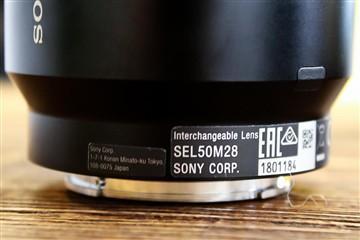 SO
Sony Corp.
1-7-1 Konan Minato-ku Tokyo,
108-0075 Japan
Interchangeable Lens
SEL50M28
SONY CORP.
EAC
1801184